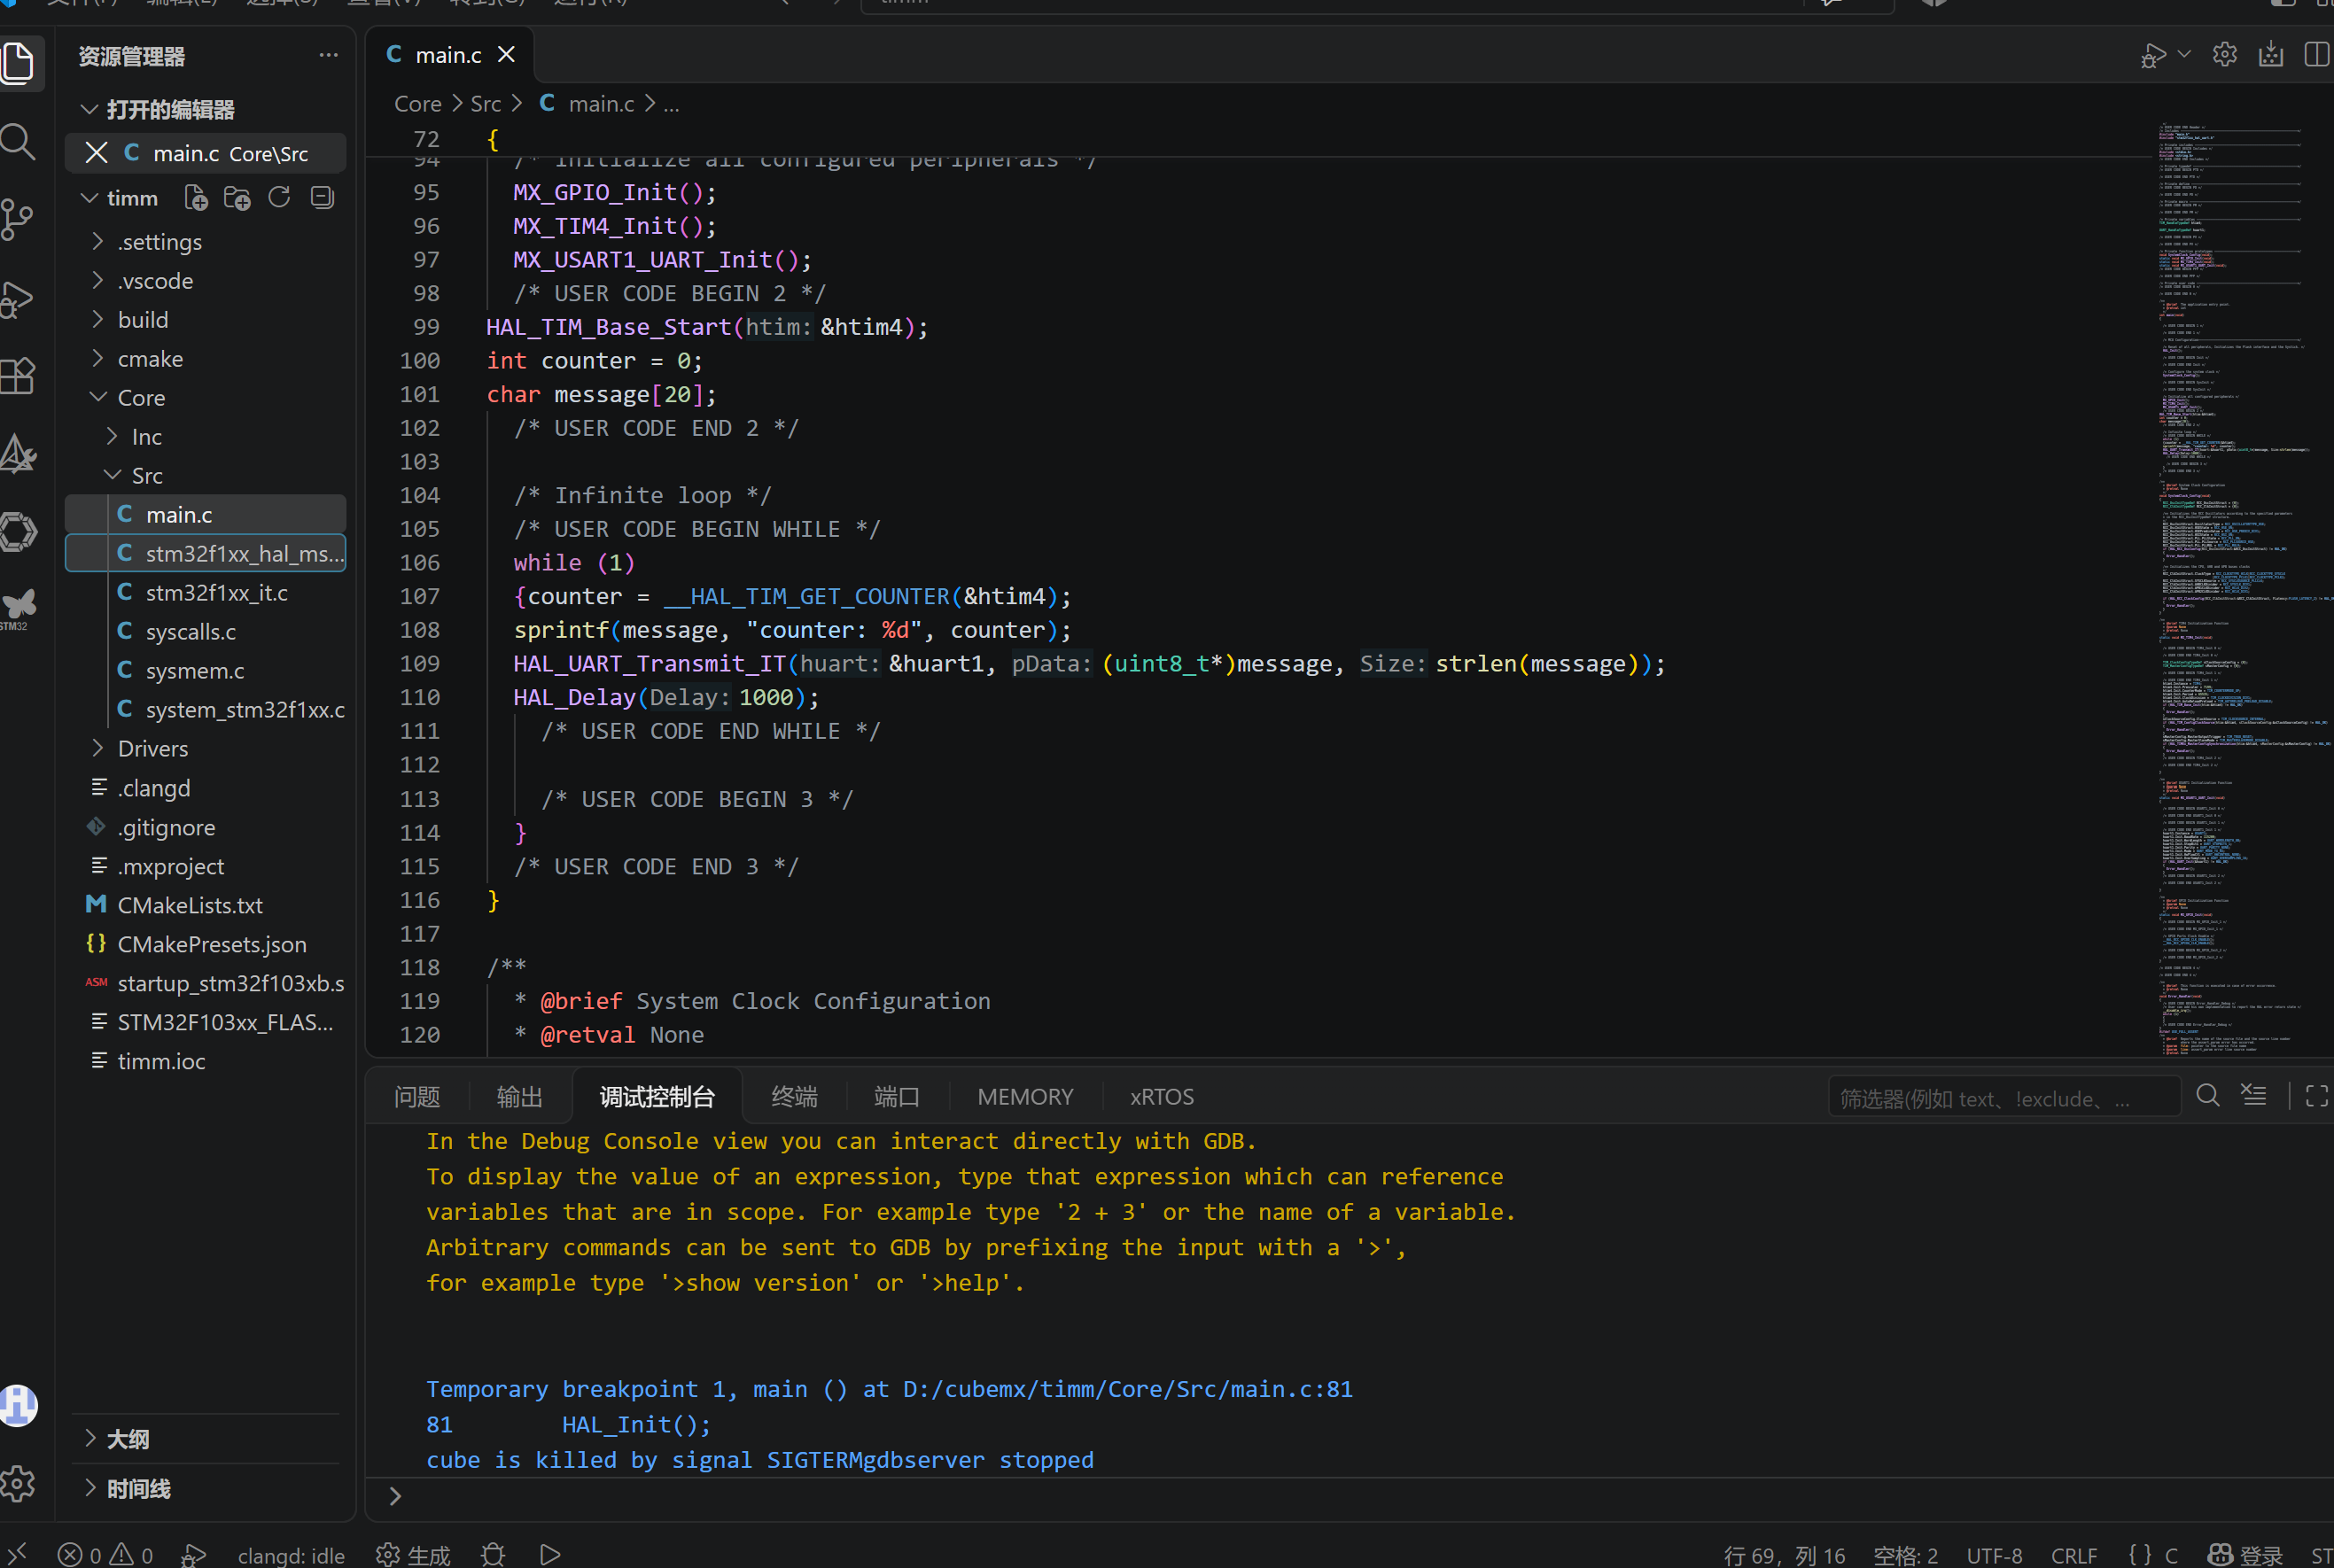 资源管理器
打开的编辑器
main.c Core\Src
timm
.settings
.vscode
build
cmake
Core
Inc
Src
main.c
stm32f1xx_hal_ms...
stm32f1xx_it.c
syscalls.c
sysmem.c
system_stm32f1xx.c
Drivers
.clangd
.gitignore
.mxproject
CMakeLists.txt
CMakePresets.json
startup_stm32f103xb.s
STM32F103xx_FLAS...
timm.ioc
大纲
时间线
main.c
Core > Src > C main.c > ...
72 {
94 /* Initialize all configured peripherals */
95 MX_GPIO_Init();
96 MX_TIM4_Init();
97 MX_USART1_UART_Init();
98 /* USER CODE BEGIN 2 */
99 HAL_TIM_Base_Start(htim: &htim4);
100 int counter = 0;
101 char message[20];
102 /* USER CODE END 2 */
103
104 /* Infinite loop */
105 /* USER CODE BEGIN WHILE */
106 while (1)
107 {counter = __HAL_TIM_GET_COUNTER(&htim4);
108 sprintf(message, "counter: %d", counter);
109 HAL_UART_Transmit_IT(huart: &huart1, pData: (uint8_t*)message, Size: strlen(message));
110 HAL_Delay(Delay: 1000);
111 /* USER CODE END WHILE */
112
113 /* USER CODE BEGIN 3 */
114 }
115 /* USER CODE END 3 */
116 }
117
118 /**
119 * @brief System Clock Configuration
120 * @retval None
问题 输出 调试控制台 终端 端口 MEMORY xRTOS
筛选器(例如 text、!exclude、...
In the Debug Console view you can interact directly with GDB.
To display the value of an expression, type that expression which can reference
variables that are in scope. For example type '2 + 3' or the name of a variable.
Arbitrary commands can be sent to GDB by prefixing the input with a '>',
for example type '>show version' or '>help'.
Temporary breakpoint 1, main () at D:/cubemx/timm/Core/Src/main.c:81
81 HAL_Init();
cube is killed by signal SIGTERMgdbserver stopped
>
0 0 clangd: idle 生成 行 69，列 16 空格: 2 UTF-8 CRLF {} C 登录 ST